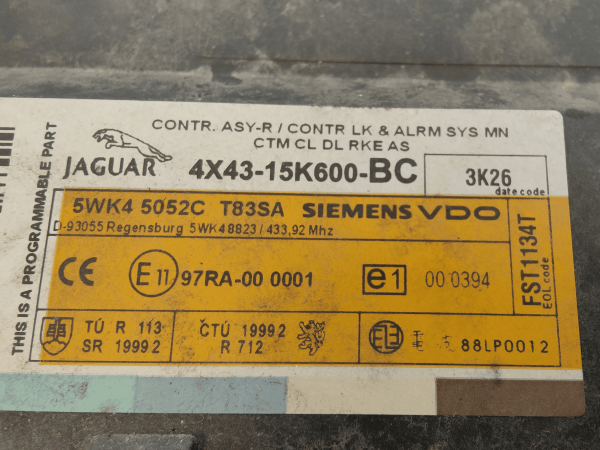 CONTR. ASY-R / CONTR LK & ALRM SYS MN
CTM CL DL RKE AS
JAGUAR 4X43-15K600-BC 3K26
date code
5WK4 5052C T83SA SIEMENS VDO
D-93055 Regensburg 5WK48823/433,92 Mhz
CE E11 97RA-00 0001 e1 00 0394
FST1134T
EOL code
TÚ R 113
SR 1999 2
ČTÚ 1999 2
R 712
88LP0012
THIS IS A PROGRAMMABLE PART